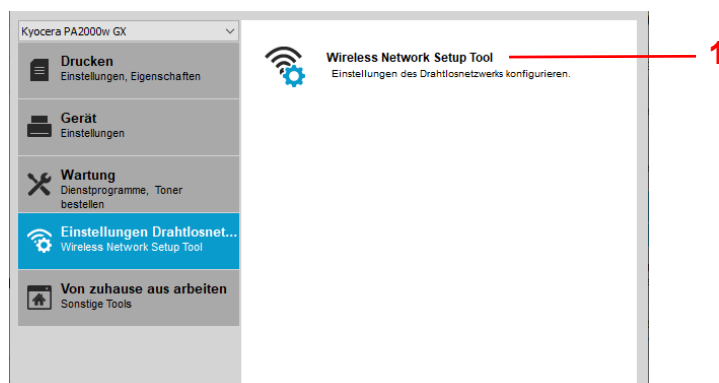 Kyocera PA2000w GX
Drucken
Einstellungen, Eigenschaften
Gerät
Einstellungen
Wartung
Dienstprogramme, Toner
bestellen
Einstellungen Drahtlosnet...
Wireless Network Setup Tool
Von zuhause aus arbeiten
Sonstige Tools
Wireless Network Setup Tool
Einstellungen des Drahtlosnetzwerks konfigurieren.
1